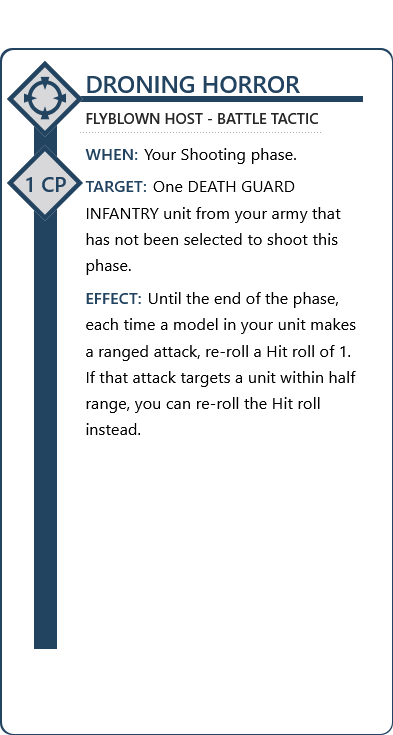 DRONING HORROR
FLYBLOWN HOST - BATTLE TACTIC
1 CP
WHEN: Your Shooting phase.
TARGET: One DEATH GUARD
INFANTRY unit from your army that
has not been selected to shoot this
phase.
EFFECT: Until the end of the phase,
each time a model in your unit makes
a ranged attack, re-roll a Hit roll of 1.
If that attack targets a unit within half
range, you can re-roll the Hit roll
instead.